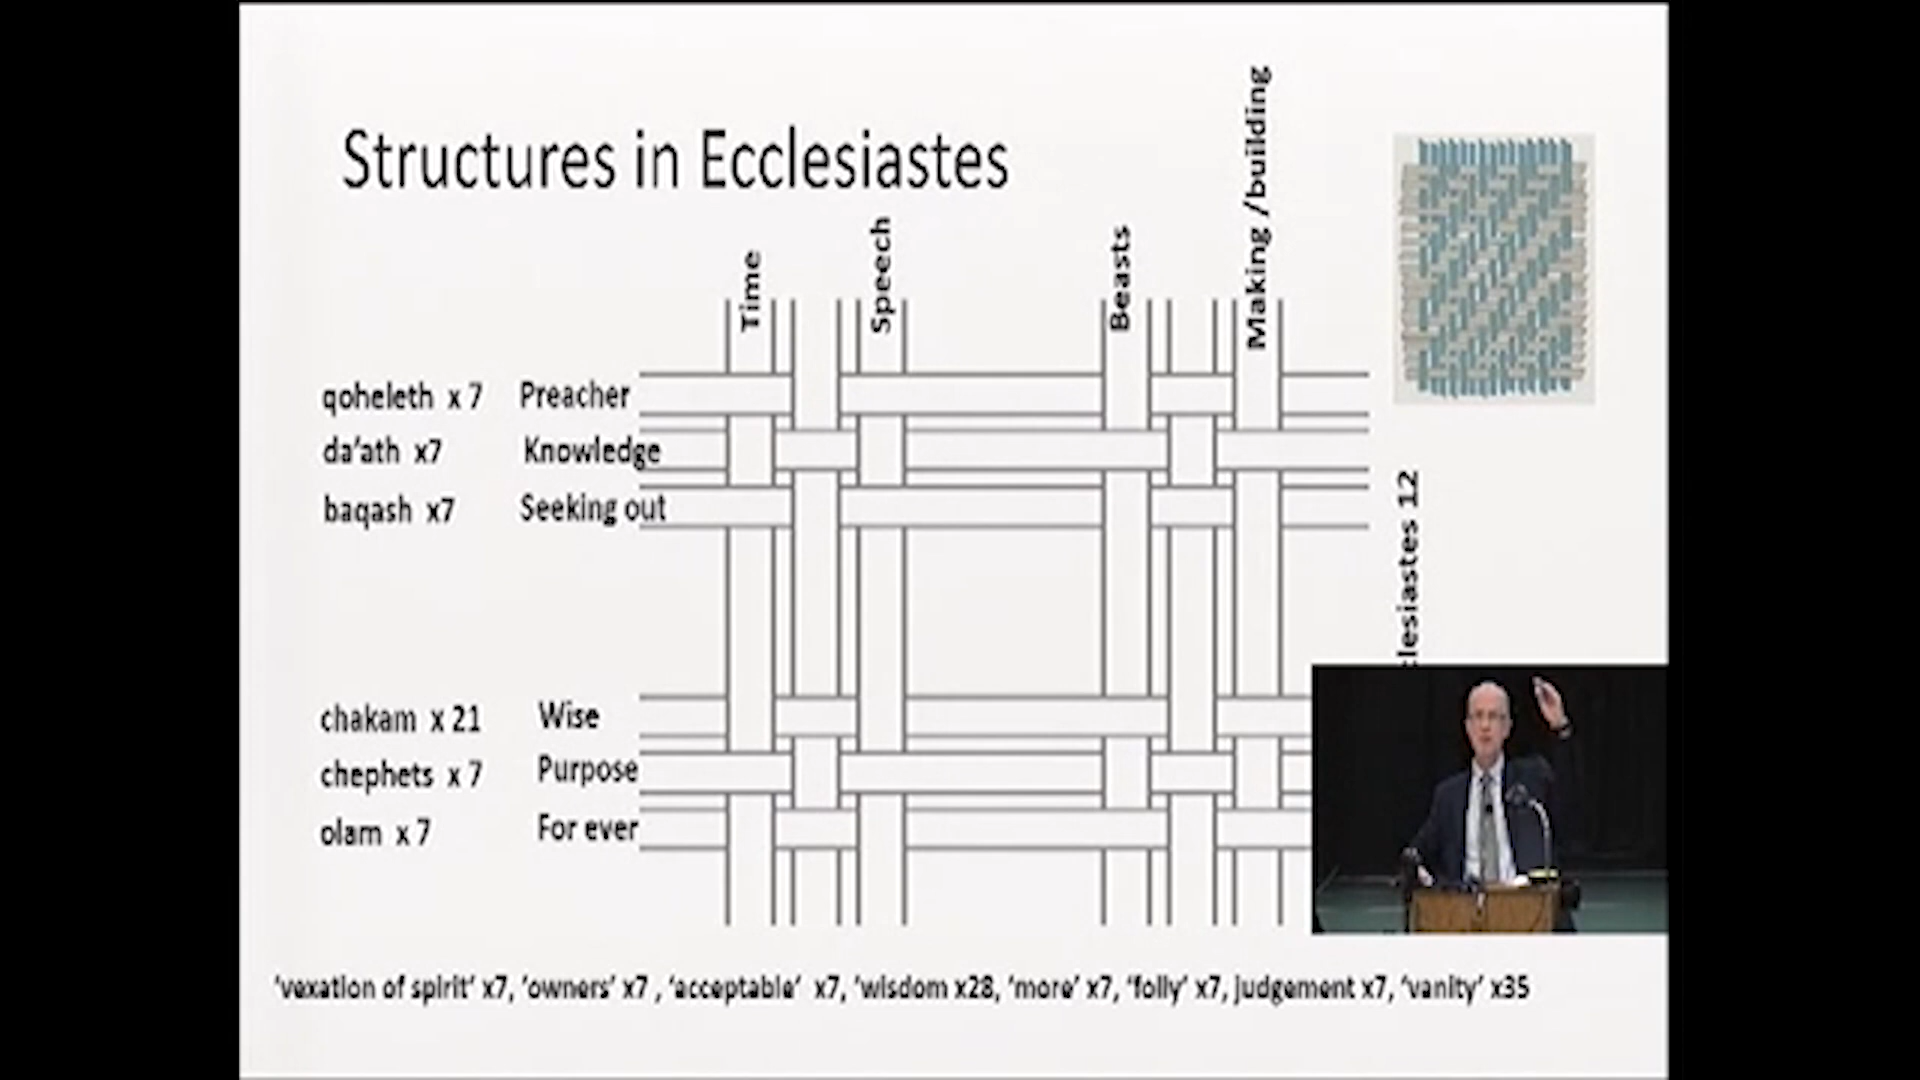 Structures in Ecclesiastes
Time
Speech
Beasts
Making /building
qoheleth x 7 Preacher
da’ath x7 Knowledge
baqash x7 Seeking out
chakam x 21 Wise
chephets x 7 Purpose
olam x 7 For ever
clesiastes 12
‘vexation of spirit’ x7, ‘owners’ x7 , ‘acceptable’ x7, ‘wisdom x28, ‘more’ x7, ‘folly’ x7, judgement x7, ‘vanity’ x35